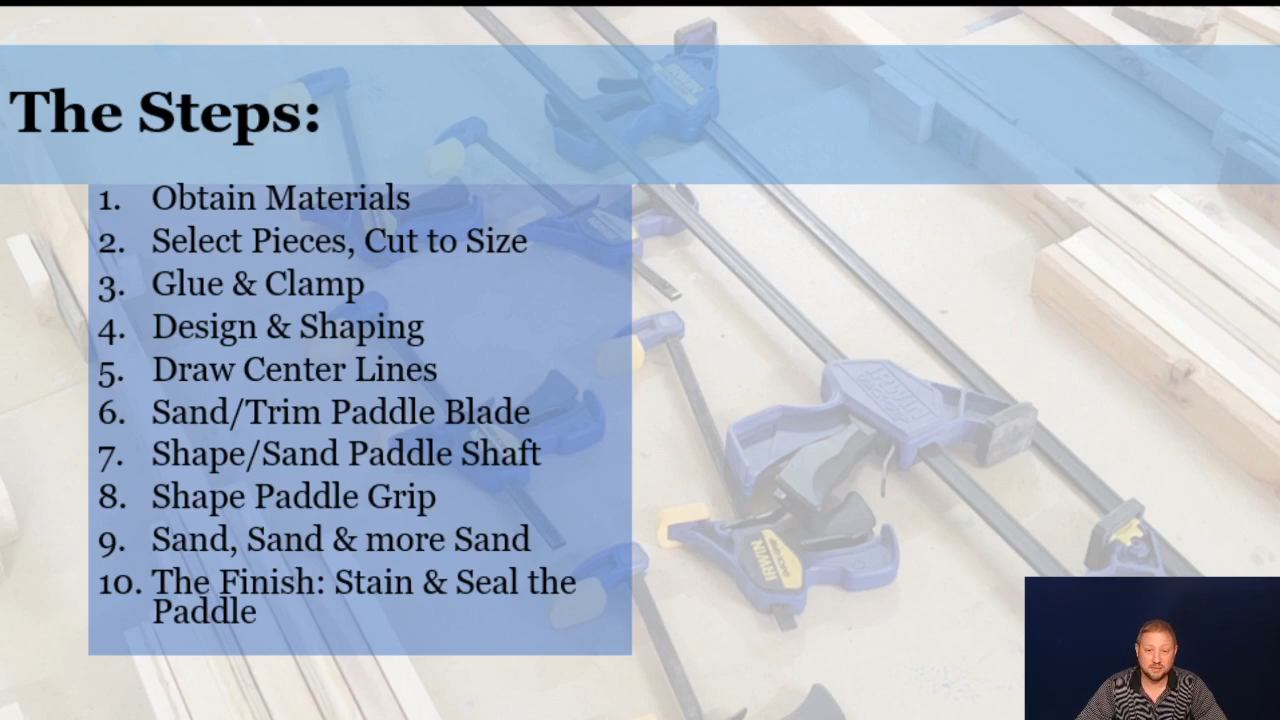 The Steps:
1. Obtain Materials
2. Select Pieces, Cut to Size
3. Glue & Clamp
4. Design & Shaping
5. Draw Center Lines
6. Sand/Trim Paddle Blade
7. Shape/Sand Paddle Shaft
8. Shape Paddle Grip
9. Sand, Sand & more Sand
10. The Finish: Stain & Seal the
Paddle
IRWIN
IRWIN